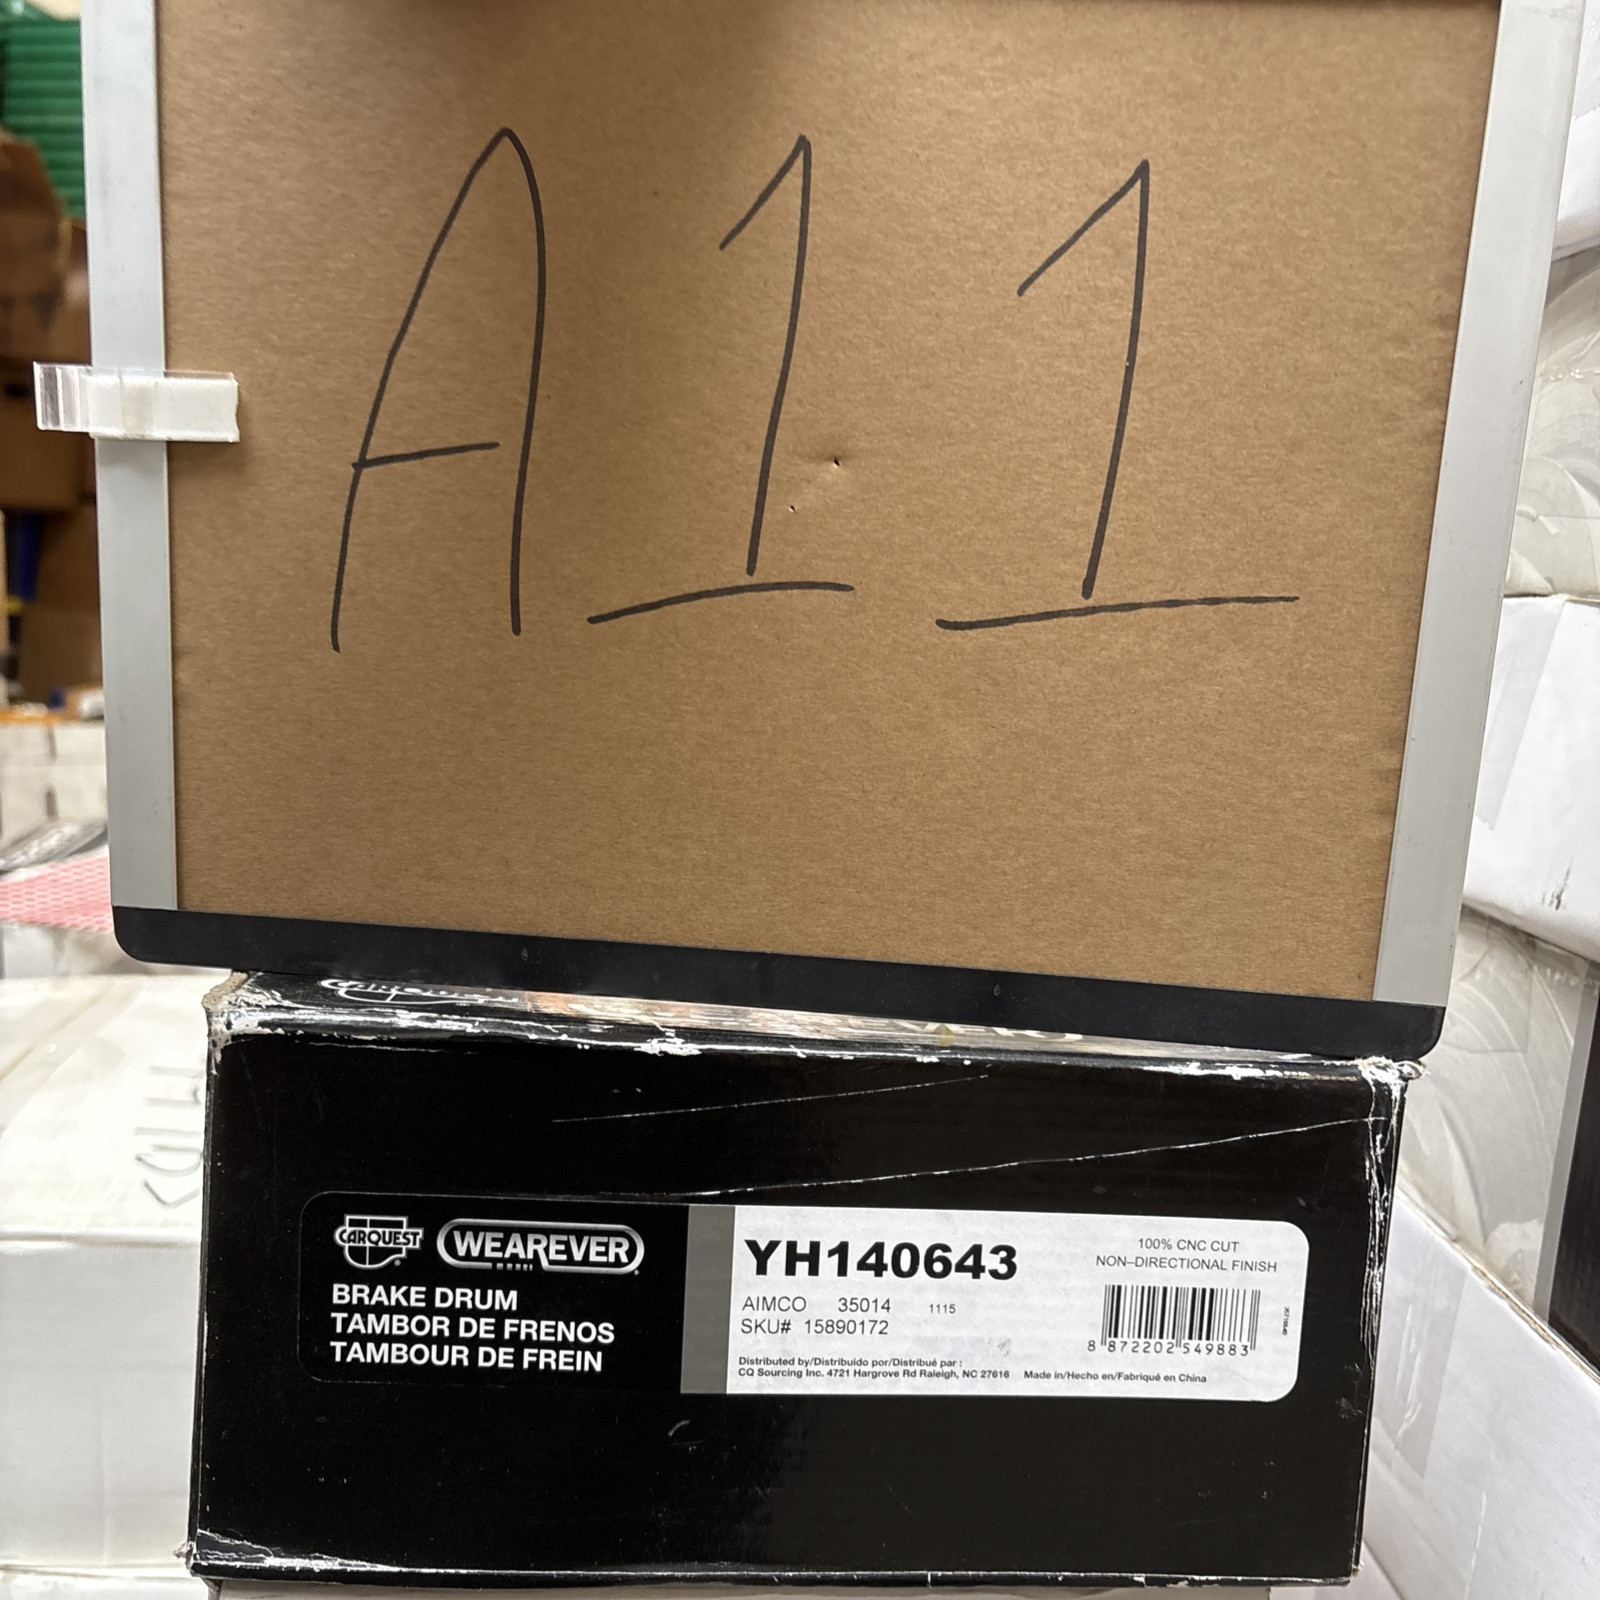 A11
CARQUEST
CARQUEST WEAREVER
BRAKE DRUM
TAMBOR DE FRENOS
TAMBOUR DE FREIN
YH140643
AIMCO 35014 1115
SKU# 15890172
Distributed by/Distribuido por/Distribué par :
CQ Sourcing Inc. 4721 Hargrove Rd Raleigh, NC 27616 Made in/Hecho en/Fabriqué en China
100% CNC CUT
NON–DIRECTIONAL FINISH
8 872202 549883